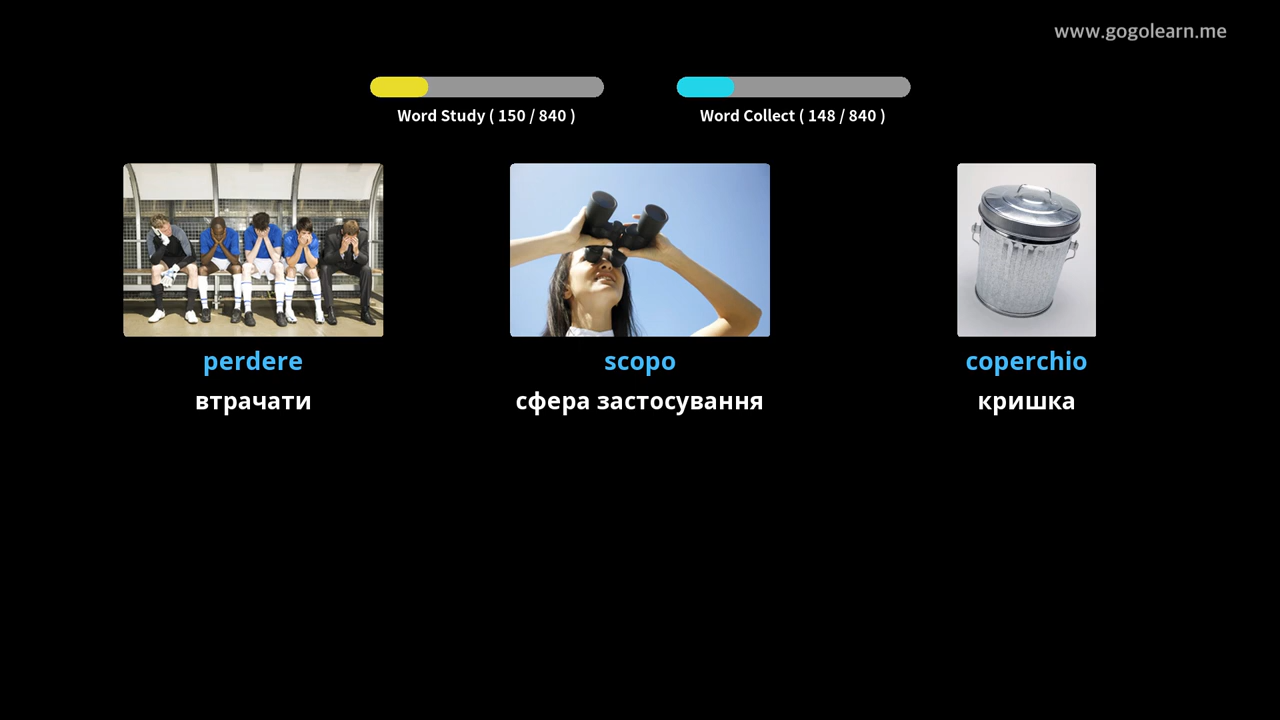 www.gogolearn.me
Word Study ( 150 / 840 )
Word Collect ( 148 / 840 )
perdere
scopo
coperchio
втрачати
сфера застосування
кришка